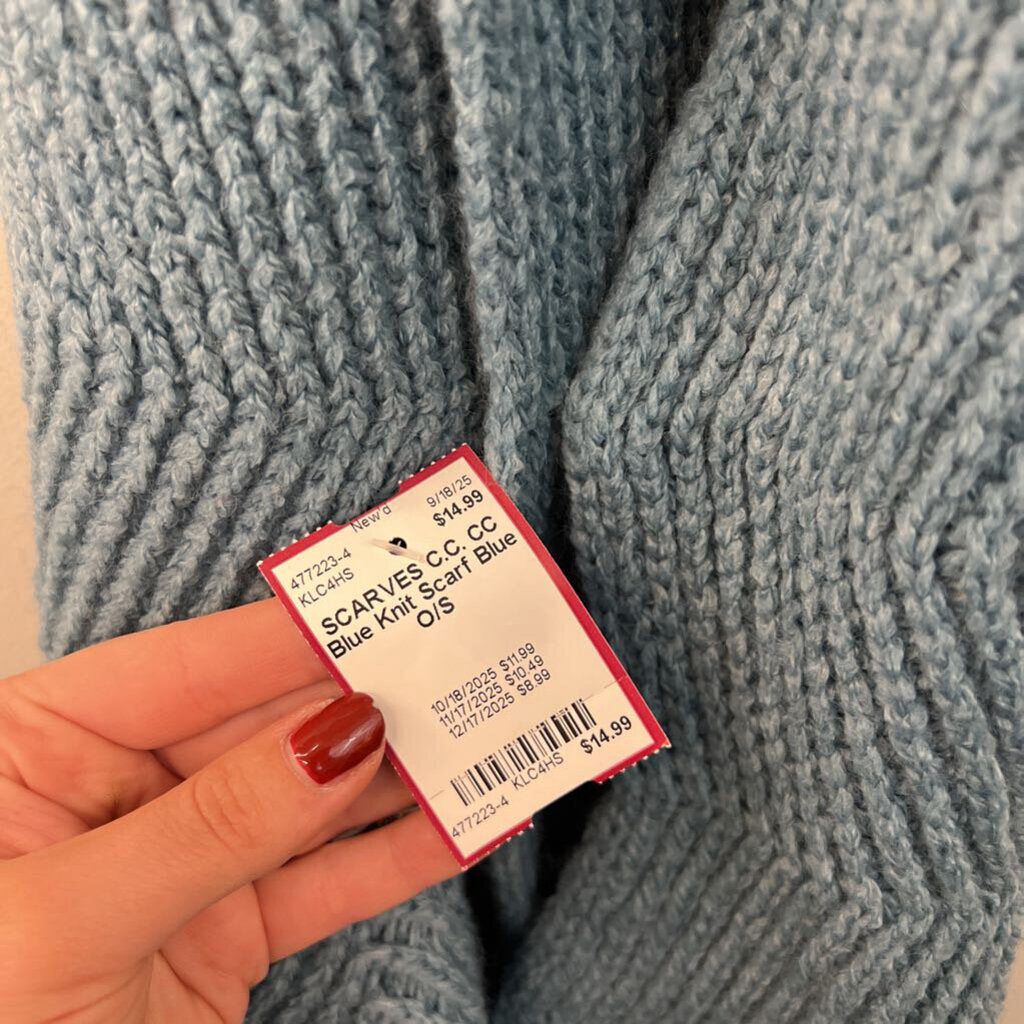 New'd 9/18/25
477223-4 $14.99
KLC4HS
SCARVES C.C. CC
Blue Knit Scarf Blue
O/S
10/18/2025 $11.99
11/17/2025 $10.49
12/17/2025 $8.99
477223-4 KLC4HS $14.99